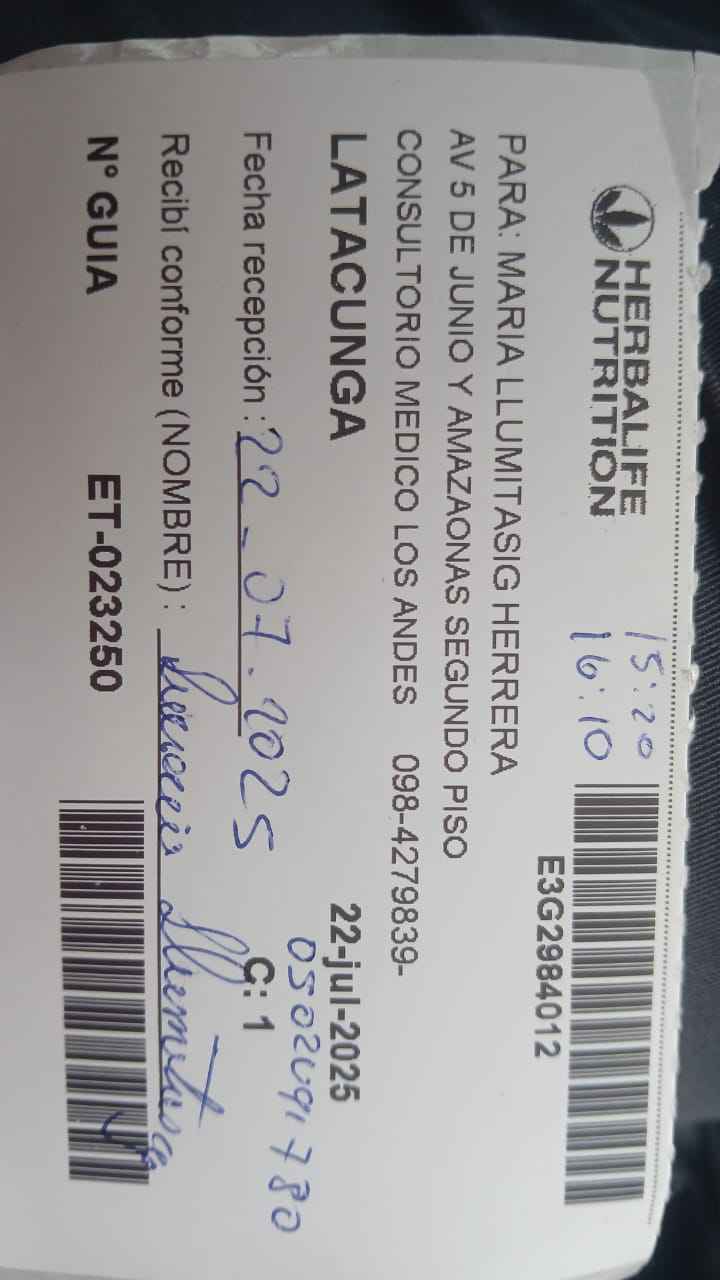 HERBALIFE
NUTRITION
15:20
16:10
E3G2984012
PARA: MARIA LLUMITASIG HERRERA
AV 5 DE JUNIO Y AMAZAONAS SEGUNDO PISO
CONSULTORIO MEDICO LOS ANDES 098-4279839-
LATACUNGA 22-jul-2025
0502691780
Fecha recepción : 22-07.2025 C: 1
Recibí conforme (NOMBRE) :
N° GUIA ET-023250